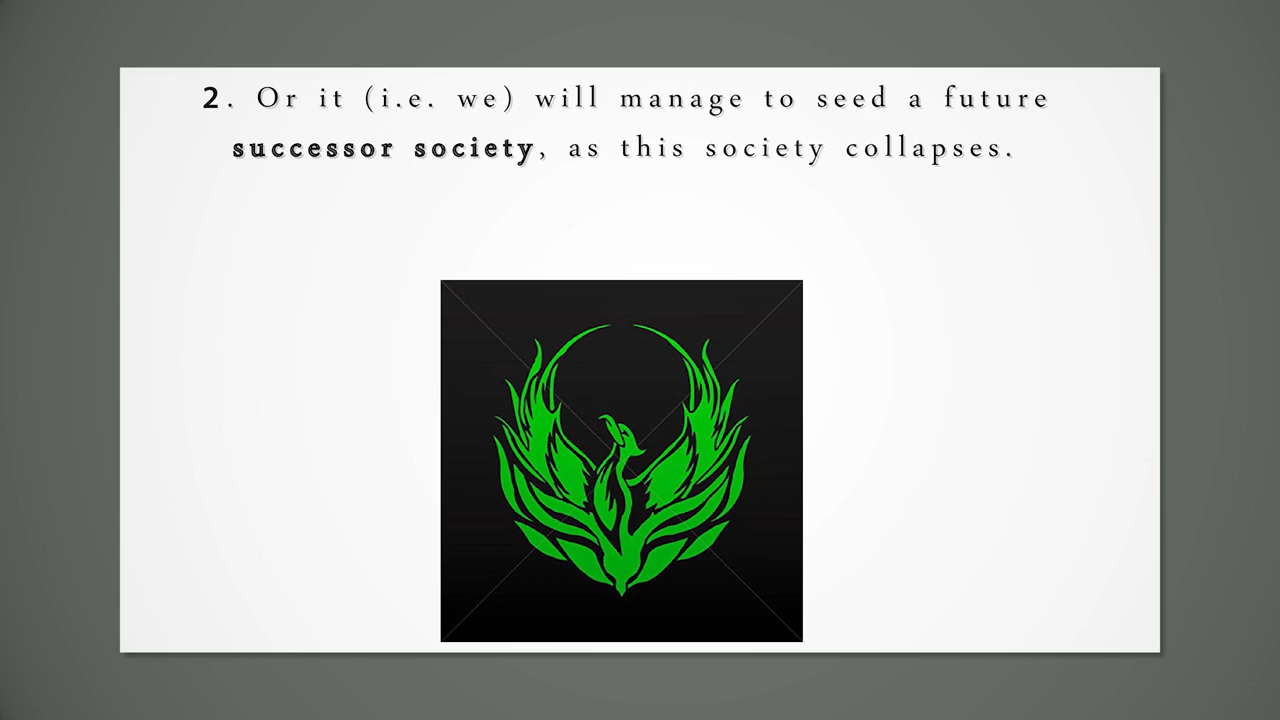 2. Or it (i.e. we) will manage to seed a future
successor society, as this society collapses.